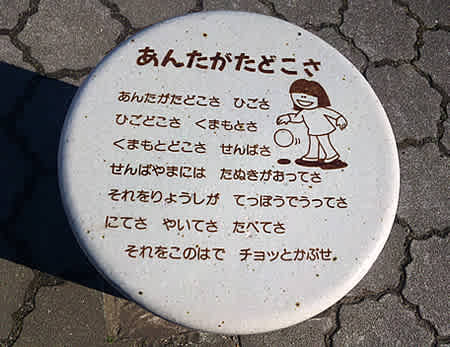 あんたがたどこさ
あんたがたどこさ　ひごさ
ひごどこさ　くまもとさ
くまもとどこさ　せんばさ
せんばやまには　たぬきがおってさ
それをりょうしが　てっぽうでうってさ
にてさ　やいてさ　たべてさ
それをこのはで　チョッとかぶせ。